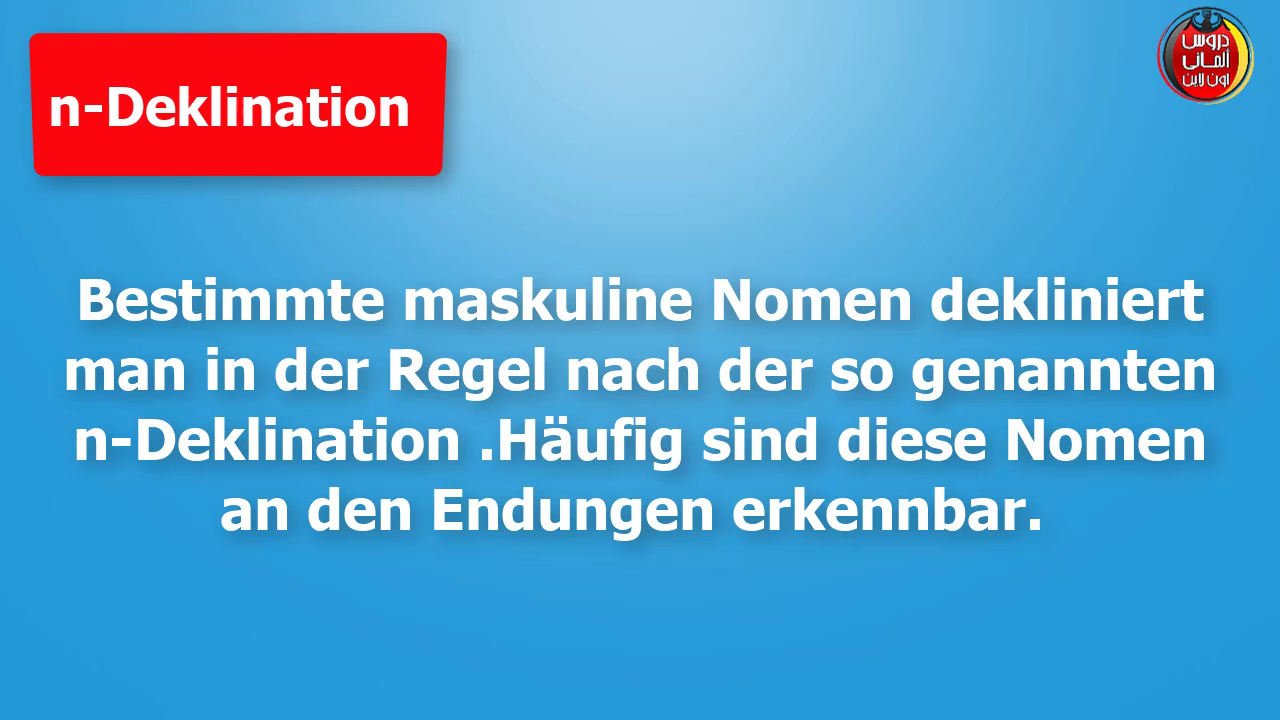 n-Deklination
دروس
ألمانى
اون لاين
Bestimmte maskuline Nomen dekliniert
man in der Regel nach der so genannten
n-Deklination .Häufig sind diese Nomen
an den Endungen erkennbar.